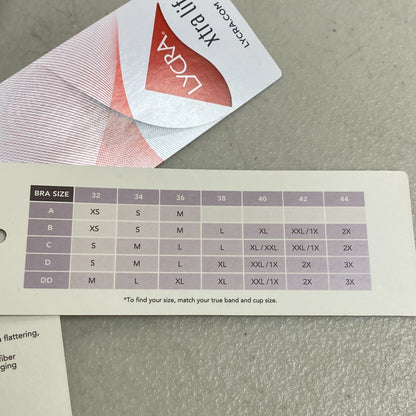 LYCRA.COM
Xtra lif
LYCRA®
BRA SIZE 32 34 36 38 40 42 44
A XS S M
B XS S M L XL XXL/1X 2X
C S M L L XL/XXL XXL/1X 2X
D S M L XL XXL/1X 2X 3X
DD M L XL XL XXL/1X 2X 3X
*To find your size, match your true band and cup size.
a flattering,
fiber
ging